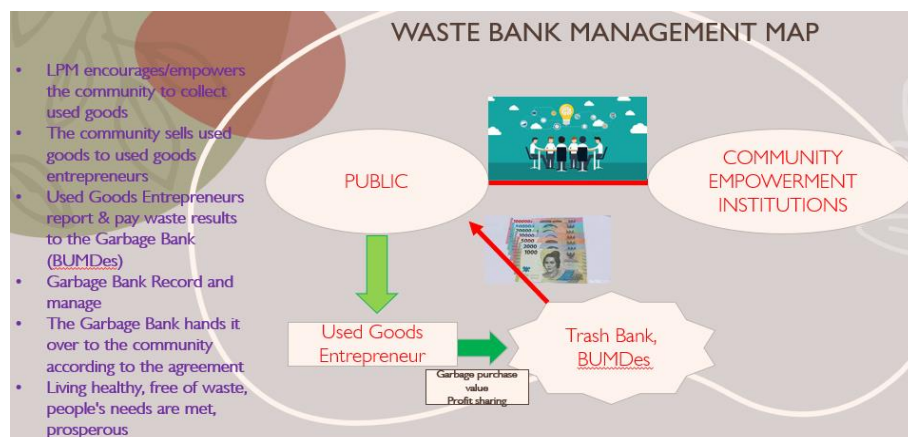 WASTE BANK MANAGEMENT MAP
• LPM encourages/empowers
the community to collect
used goods
• The community sells used
goods to used goods
entrepreneurs
• Used Goods Entrepreneurs
report & pay waste results
to the Garbage Bank
(BUMDes)
• Garbage Bank Record and
manage
• The Garbage Bank hands it
over to the community
according to the agreement
• Living healthy, free of waste,
people's needs are met,
prosperous
PUBLIC
COMMUNITY
EMPOWERMENT
INSTITUTIONS
Used Goods
Entrepreneur
Garbage purchase
value
Profit sharing
Trash Bank,
BUMDes
5000
2000
1000